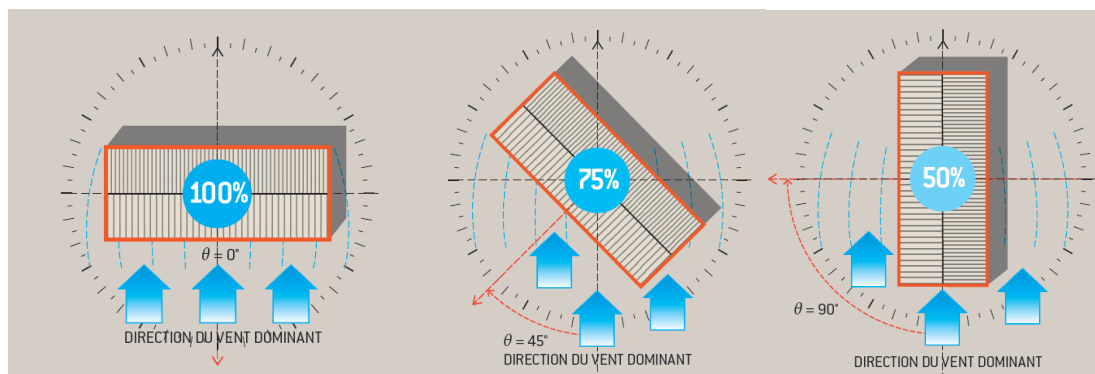 100%
θ = 0°
DIRECTION DU VENT DOMINANT
75%
θ = 45°
DIRECTION DU VENT DOMINANT
50%
θ = 90°
DIRECTION DU VENT DOMINANT